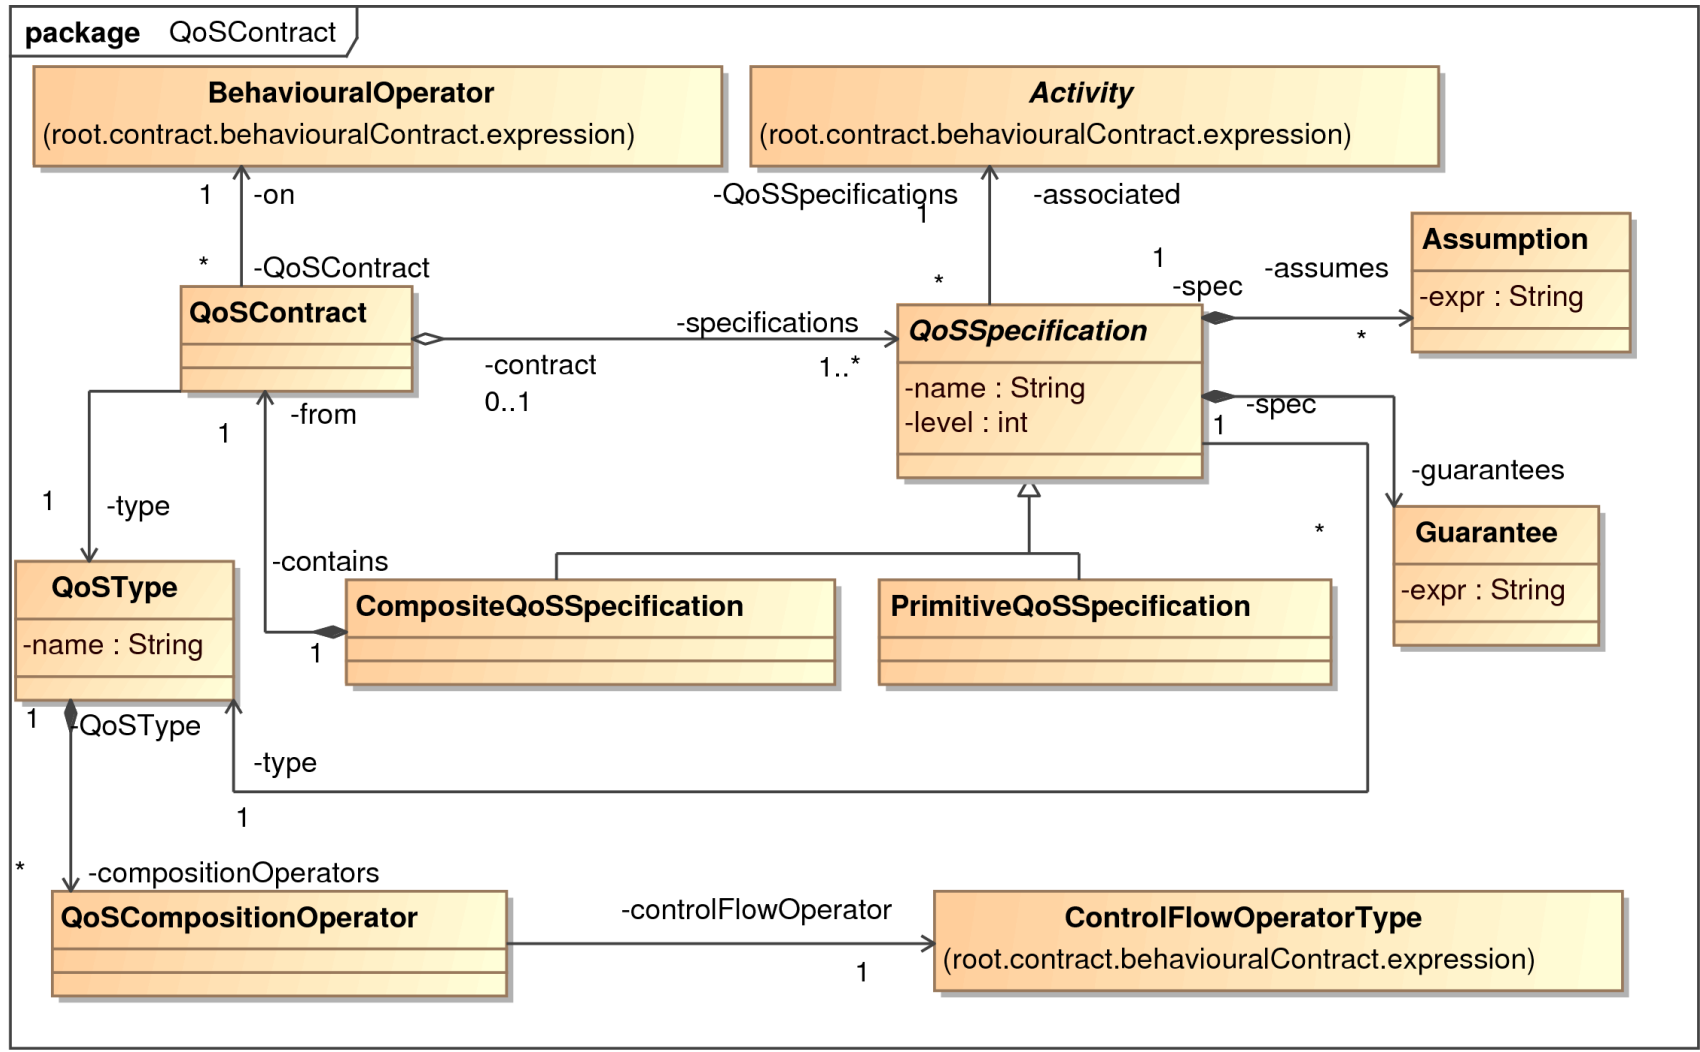 package QoSContract
BehaviouralOperator
(root.contract.behaviouralContract.expression)
Activity
(root.contract.behaviouralContract.expression)
1
-on
-QoSSpecifications
1
-associated
*
-QoSContract
*
1
-spec
-assumes
*
Assumption
-expr : String
QoSContract
-specifications
-contract
1..*
0..1
QoSSpecification
-name : String
-level : int
-spec
1
-guarantees
*
Guarantee
-expr : String
1
-from
1
-type
-contains
1
QoSType
-name : String
CompositeQoSSpecification
PrimitiveQoSSpecification
1
-QoSType
-type
1
*
-compositionOperators
QoSCompositionOperator
-controlFlowOperator
1
ControlFlowOperatorType
(root.contract.behaviouralContract.expression)